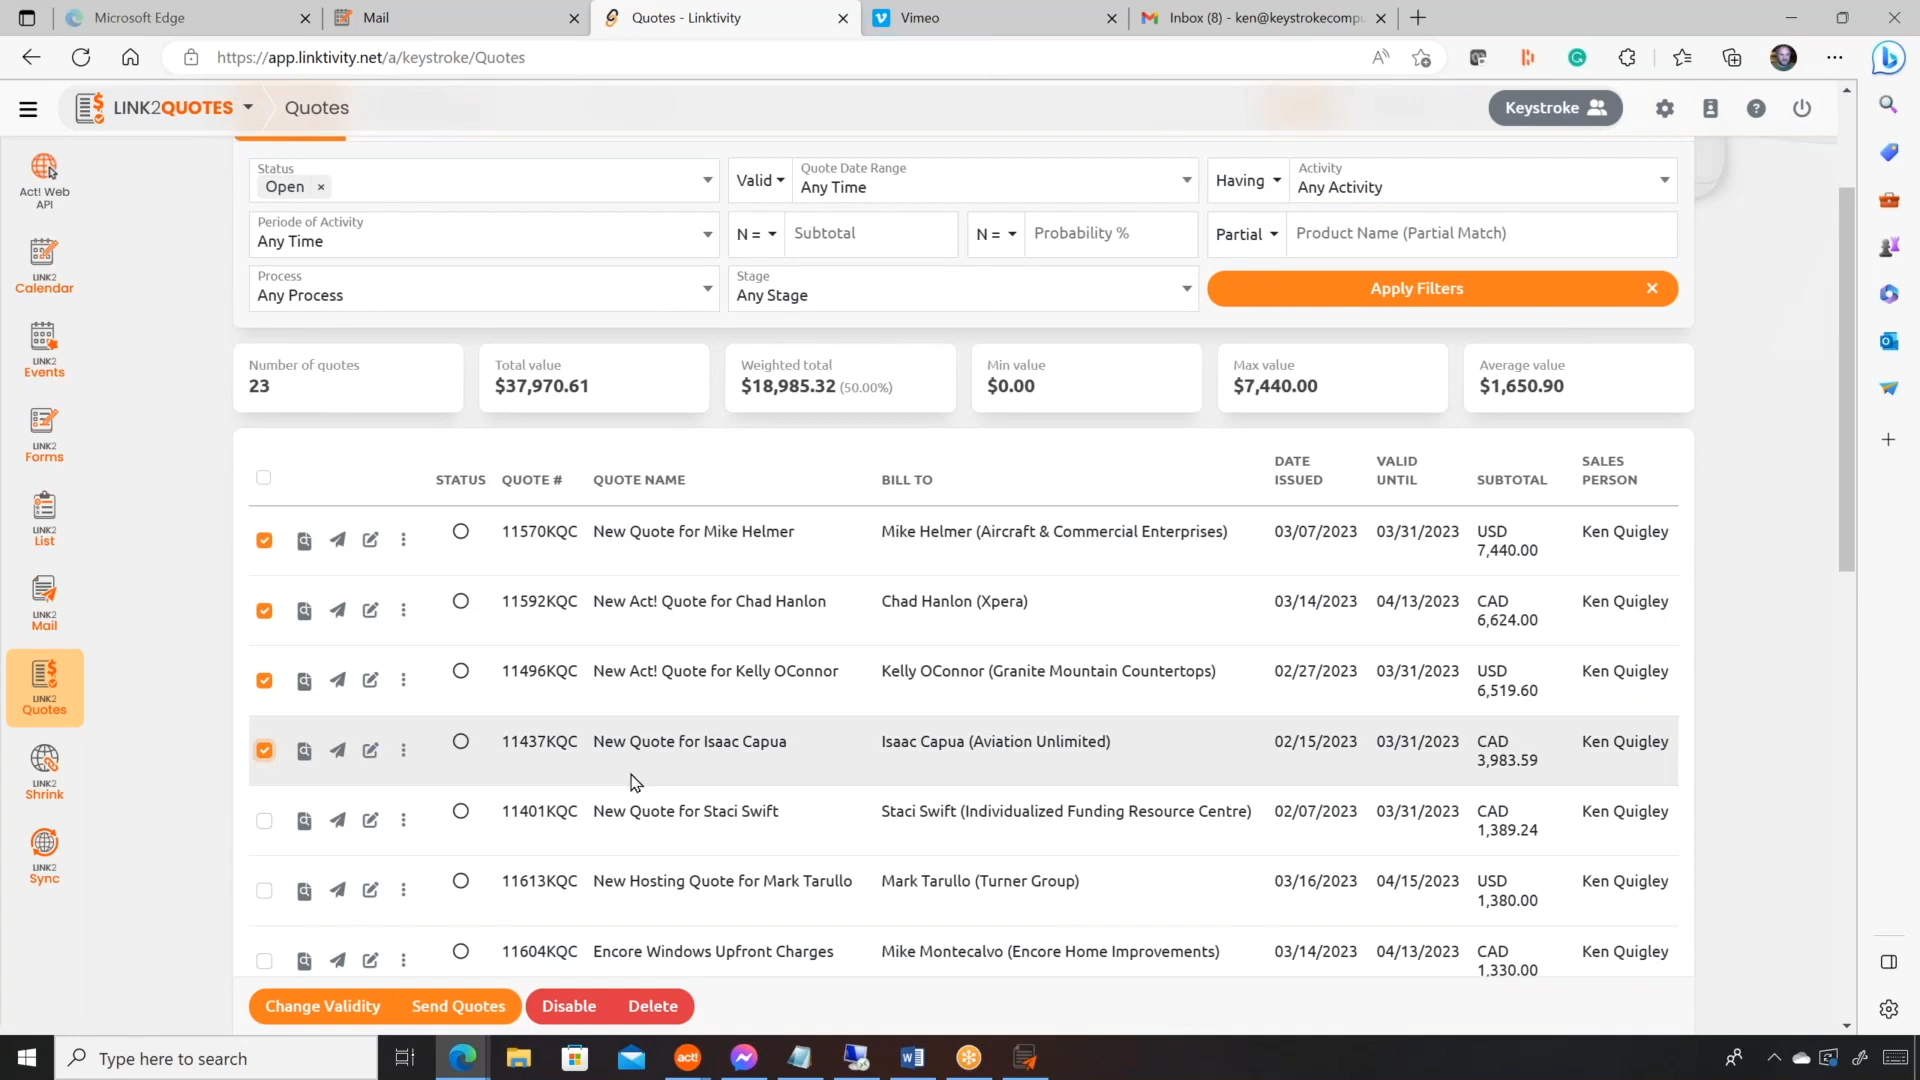 Microsoft Edge
Mail
Quotes - Linktivity
Vimeo
Inbox (8) - ken@keystrokecompu
https://app.linktivity.net/a/keystroke/Quotes
LINK2QUOTES
Quotes
Keystroke
Act! Web
API
LINK2
Calendar
LINK2
Events
LINK2
Forms
LINK2
List
LINK2
Mail
LINK2
Quotes
LINK2
Shrink
LINK2
Sync
Status
Open ×
Valid
Quote Date Range
Any Time
Having
Activity
Any Activity
Periode of Activity
Any Time
N =
Subtotal
N =
Probability %
Partial
Product Name (Partial Match)
Process
Any Process
Stage
Any Stage
Apply Filters
Number of quotes
23
Total value
$37,970.61
Weighted total
$18,985.32 (50.00%)
Min value
$0.00
Max value
$7,440.00
Average value
$1,650.90
STATUS QUOTE # QUOTE NAME BILL TO DATE ISSUED VALID UNTIL SUBTOTAL SALES PERSON
11570KQC New Quote for Mike Helmer Mike Helmer (Aircraft & Commercial Enterprises) 03/07/2023 03/31/2023 USD 7,440.00 Ken Quigley
11592KQC New Act! Quote for Chad Hanlon Chad Hanlon (Xpera) 03/14/2023 04/13/2023 CAD 6,624.00 Ken Quigley
11496KQC New Act! Quote for Kelly OConnor Kelly OConnor (Granite Mountain Countertops) 02/27/2023 03/31/2023 USD 6,519.60 Ken Quigley
11437KQC New Quote for Isaac Capua Isaac Capua (Aviation Unlimited) 02/15/2023 03/31/2023 CAD 3,983.59 Ken Quigley
11401KQC New Quote for Staci Swift Staci Swift (Individualized Funding Resource Centre) 02/07/2023 03/31/2023 CAD 1,389.24 Ken Quigley
11613KQC New Hosting Quote for Mark Tarullo Mark Tarullo (Turner Group) 03/16/2023 04/15/2023 USD 1,380.00 Ken Quigley
11604KQC Encore Windows Upfront Charges Mike Montecalvo (Encore Home Improvements) 03/14/2023 04/13/2023 CAD 1,330.00 Ken Quigley
Change Validity Send Quotes Disable Delete
Type here to search
act!